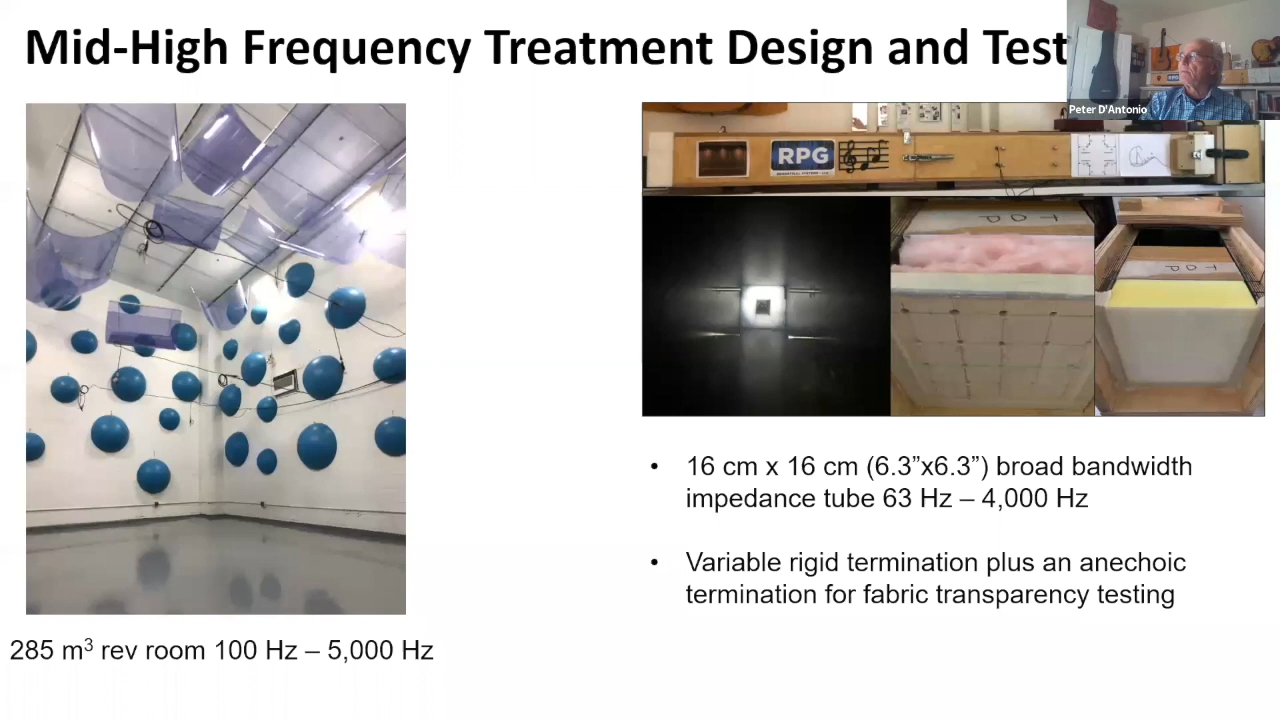 Mid-High Frequency Treatment Design and Test
Peter D'Antonio
RPG
TOP
TOP
• 16 cm x 16 cm (6.3”x6.3”) broad bandwidth
impedance tube 63 Hz – 4,000 Hz
• Variable rigid termination plus an anechoic
termination for fabric transparency testing
285 m³ rev room 100 Hz – 5,000 Hz